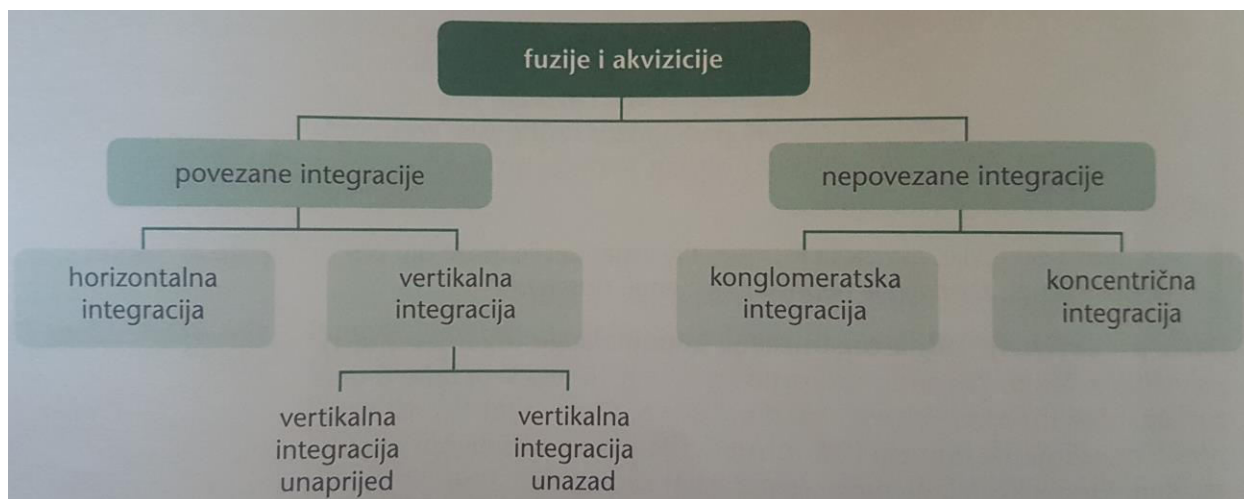 fuzije i akvizicije
povezane integracije
nepovezane integracije
horizontalna
integracija
vertikalna
integracija
konglomeratska
integracija
koncentrična
integracija
vertikalna
integracija
unaprijed
vertikalna
integracija
unazad